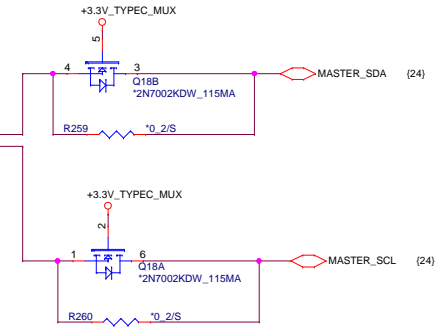 +3.3V_TYPEC_MUX
5
4
3
MASTER_SDA {24}
Q18B
*2N7002KDW_115MA
R259 *0_2/S
+3.3V_TYPEC_MUX
2
1
6
MASTER_SCL {24}
Q18A
*2N7002KDW_115MA
R260 *0_2/S